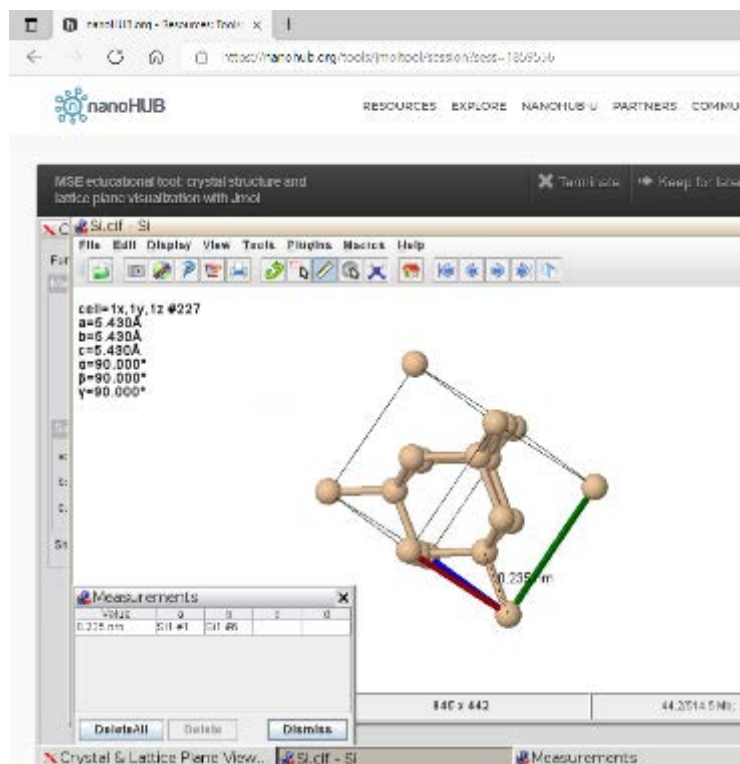 nanoHUB.org - Resources: Tools:
https://nanohub.org/tools/jmoltool/session/sess=
nanoHUB
RESOURCES EXPLORE NANOHUB-U PARTNERS COMMU
MSE educational tool: crystal structure and
lattice plane visualization with Jmol
Terminate Keep for later
Si.cif - Si
File Edit Display View Tools Plugins Macros Help
cell=1x,1y,1z #227
a=5.430Å
b=5.430Å
c=5.430Å
α=90.000°
β=90.000°
γ=90.000°
0.235 nm
Measurements
Value a b c d
0.235 nm Si1 #1 Si1 #6
DeleteAll Delete Dismiss
Crystal & Lattice Plane View... Si.cif - Si Measurements